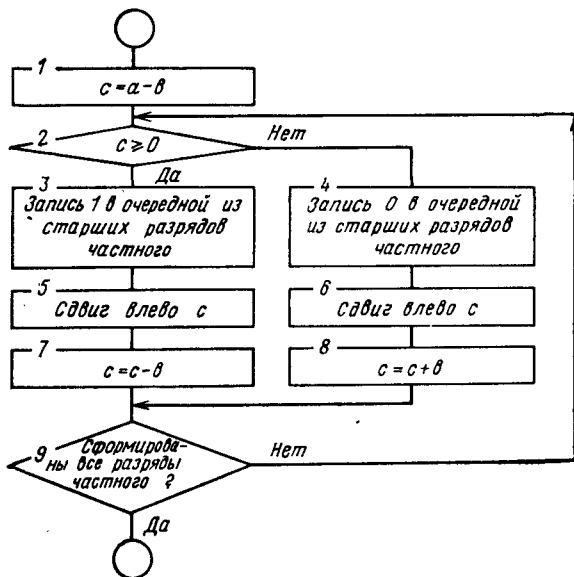 1
c=a-в
2
c≥0
Нет
Да
3
Запись 1 в очередной из
старших разрядов
частного
4
Запись 0 в очередной
из старших разрядов
частного
5
Сдвиг влево c
6
Сдвиг влево c
7
c=c-в
8
c=c+в
9
Сформирова-
ны все разряды
частного ?
Нет
Да